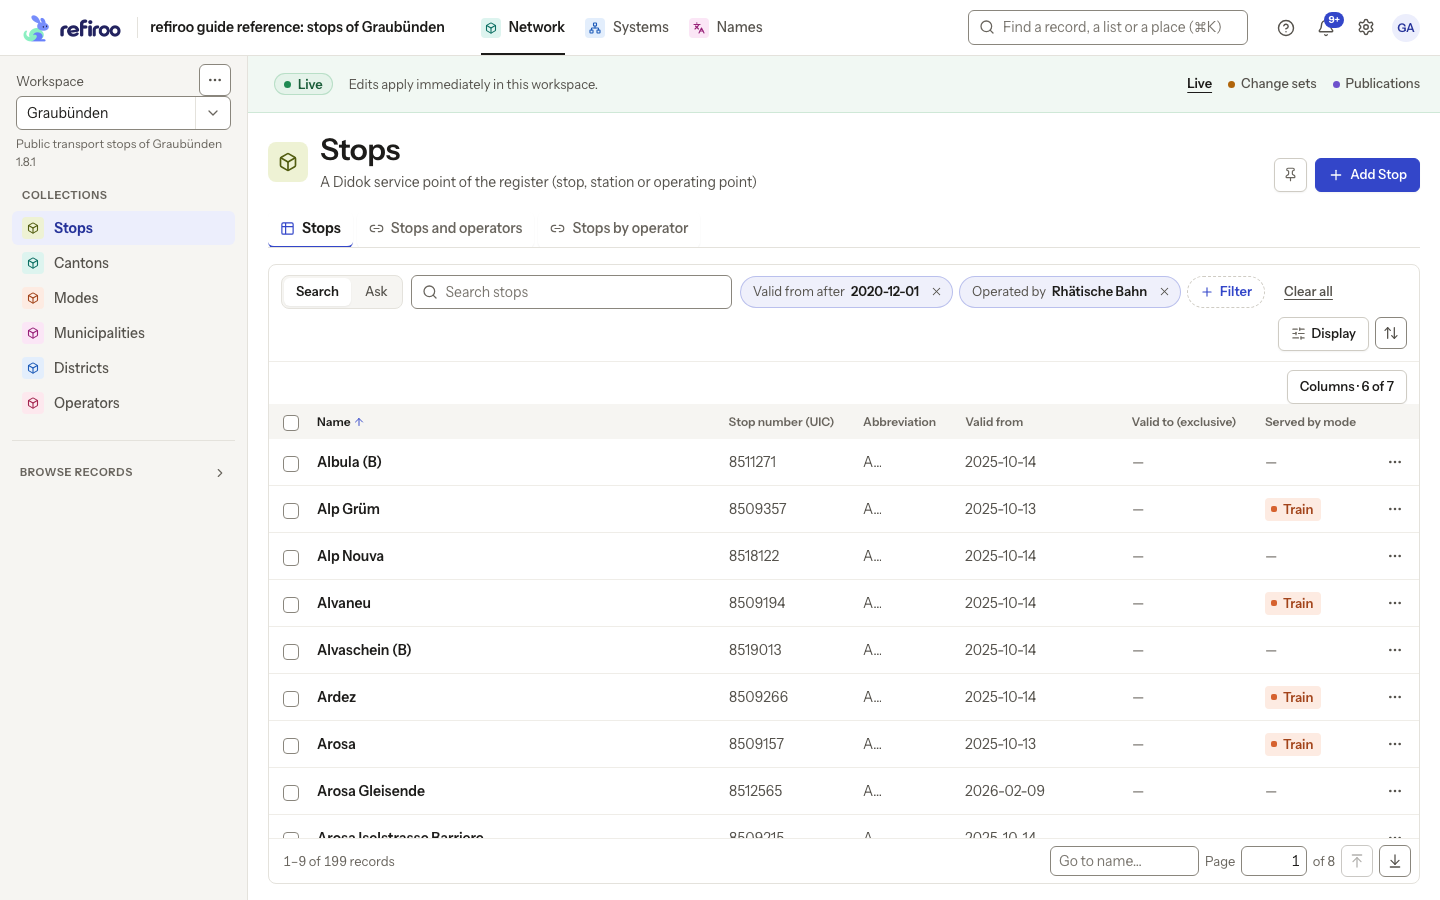 refiroo
refiroo guide reference: stops of Graubünden
Network
Systems
Names
Find a record, a list or a place (⌘K)
9+
GA
Workspace
Graubünden
Public transport stops of Graubünden
1.8.1
COLLECTIONS
Stops
Cantons
Modes
Municipalities
Districts
Operators
BROWSE RECORDS
Live
Edits apply immediately in this workspace.
Live
Change sets
Publications
Stops
A Didok service point of the register (stop, station or operating point)
Add Stop
Stops
Stops and operators
Stops by operator
Search
Ask
Search stops
Valid from after 2020-12-01
Operated by Rhätische Bahn
Filter
Clear all
Display
Columns · 6 of 7
Name Stop number (UIC) Abbreviation Valid from Valid to (exclusive) Served by mode
Albula (B) 8511271 A… 2025-10-14 — —
Alp Grüm 8509357 A… 2025-10-13 — Train
Alp Nouva 8518122 A… 2025-10-14 — —
Alvaneu 8509194 A… 2025-10-14 — Train
Alvaschein (B) 8519013 A… 2025-10-14 — —
Ardez 8509266 A… 2025-10-14 — Train
Arosa 8509157 A… 2025-10-13 — Train
Arosa Gleisende 8512565 A… 2026-02-09 — —
Arosa Isolstrasse Barriere 8509215 A… 2025-10-14
1–9 of 199 records
Go to name…
Page 1 of 8